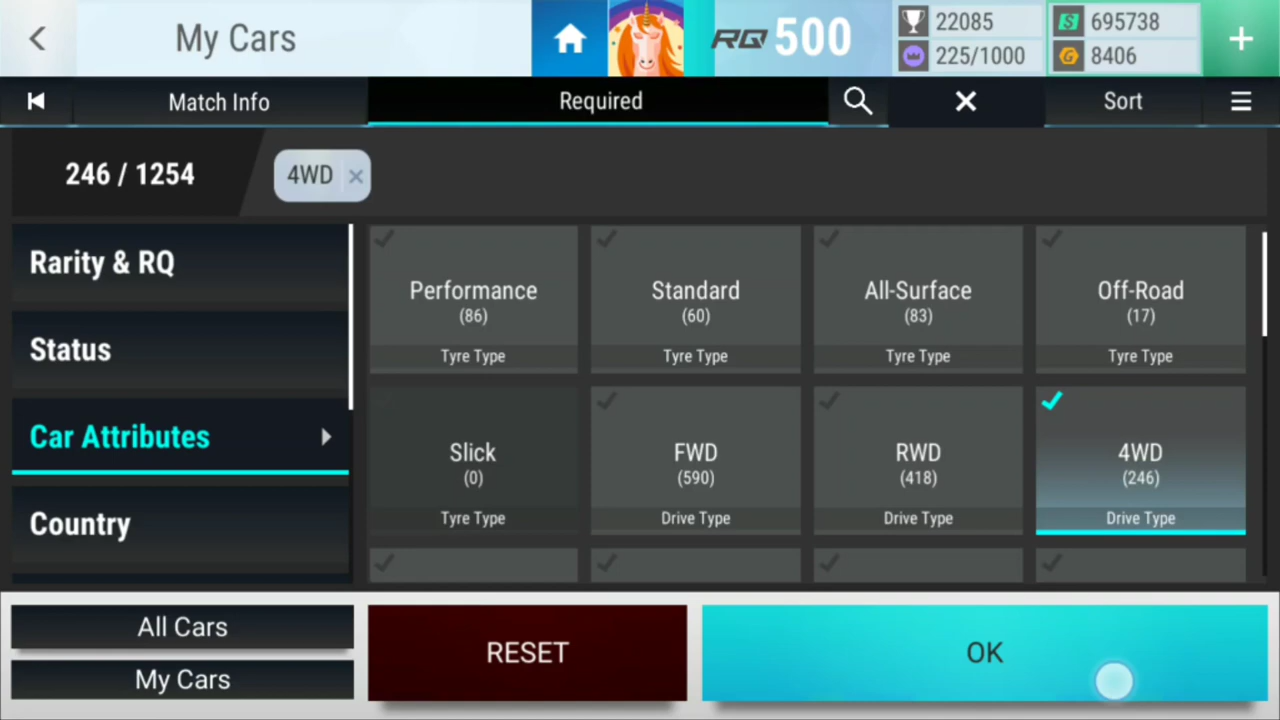 My Cars
RQ 500
22085
225/1000
695738
8406
+
Match Info
Required
Sort
246 / 1254
4WD
Rarity & RQ
Status
Car Attributes
Country
Performance
(86)
Tyre Type
Standard
(60)
Tyre Type
All-Surface
(83)
Tyre Type
Off-Road
(17)
Tyre Type
Slick
(0)
Tyre Type
FWD
(590)
Drive Type
RWD
(418)
Drive Type
4WD
(246)
Drive Type
All Cars
My Cars
RESET
OK